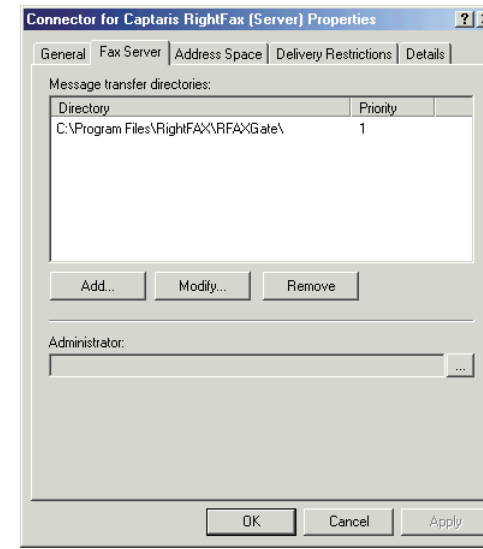 Connector for Captaris RightFax (Server) Properties ?
General Fax Server Address Space Delivery Restrictions Details
Message transfer directories:
Directory Priority
C:\Program Files\RightFAX\RFAXGate\ 1
Add... Modify... Remove
Administrator:
...
OK Cancel Apply